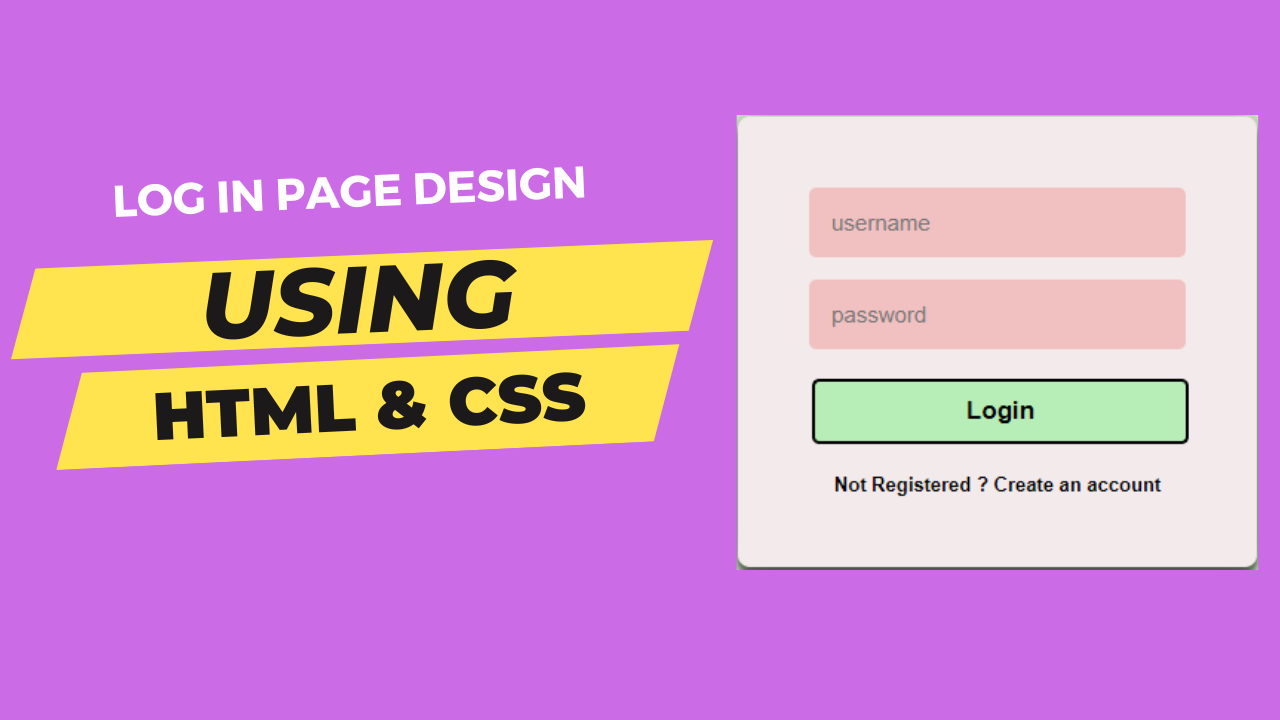 LOG IN PAGE DESIGN
USING
HTML & CSS
username
password
Login
Not Registered ? Create an account